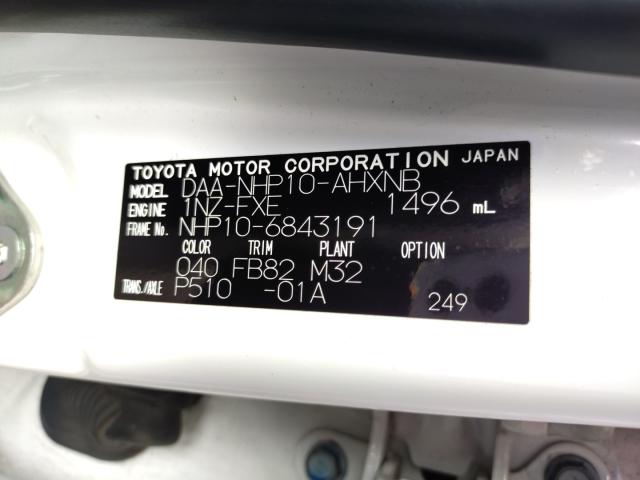 TOYOTA MOTOR CORPORATION JAPAN
MODEL DAA-NHP10-AHXNB
ENGINE 1NZ-FXE 1496 mL
FRAME No. NHP10-6843191
COLOR TRIM PLANT OPTION
040 FB82 M32
TRANS./AXLE P510 -01A
249